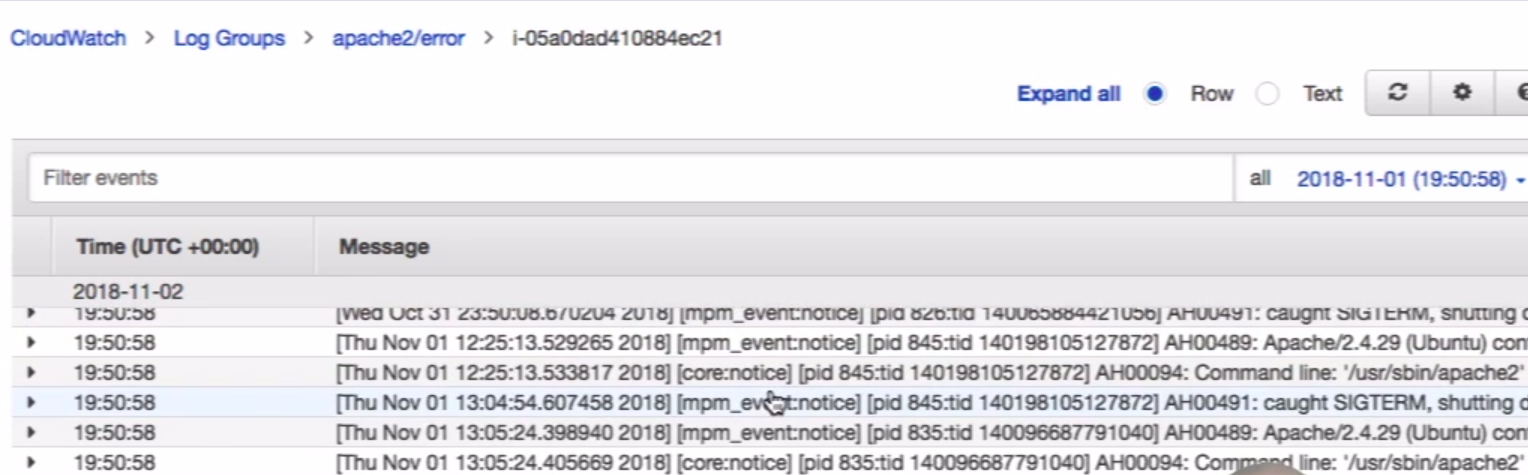 CloudWatch > Log Groups > apache2/error > i-05a0dad410884ec21
Expand all Row Text
Filter events all 2018-11-01 (19:50:58)
Time (UTC +00:00) Message
2018-11-02
19:50:58 [Wed Oct 31 23:50:08.670204 2018] [mpm_event:notice] [pid 826:tid 140065884421056] AH00491: caught SIGTERM, shutting d
19:50:58 [Thu Nov 01 12:25:13.529265 2018] [mpm_event:notice] [pid 845:tid 140198105127872] AH00489: Apache/2.4.29 (Ubuntu) con
19:50:58 [Thu Nov 01 12:25:13.533817 2018] [core:notice] [pid 845:tid 140198105127872] AH00094: Command line: '/usr/sbin/apache2'
19:50:58 [Thu Nov 01 13:04:54.607458 2018] [mpm_event:notice] [pid 845:tid 140198105127872] AH00491: caught SIGTERM, shutting d
19:50:58 [Thu Nov 01 13:05:24.398940 2018] [mpm_event:notice] [pid 835:tid 140096687791040] AH00489: Apache/2.4.29 (Ubuntu) con
19:50:58 [Thu Nov 01 13:05:24.405669 2018] [core:notice] [pid 835:tid 140096687791040] AH00094: Command line: '/usr/sbin/apache2'